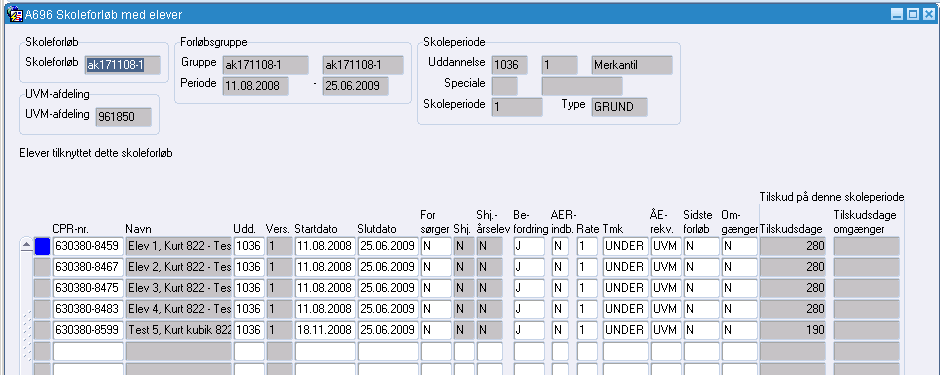 A696 Skoleforløb med elever
Skoleforløb
Skoleforløb ak171108-1
UVM-afdeling
UVM-afdeling 961850
Forløbsgruppe
Gruppe ak171108-1 ak171108-1
Periode 11.08.2008 - 25.06.2009
Skoleperiode
Uddannelse 1036 1 Merkantil
Speciale
Skoleperiode 1 Type GRUND
Elever tilknyttet dette skoleforløb
Tilskud på denne skoleperiode
For Shj.- Be- AER- ÅE- Sidste Om- Tilskudsdage
CPR-nr. Navn Udd. Vers. Startdato Slutdato sørger Shj. årselev fordring indb. Rate Tmk rekv. forløb gænger Tilskudsdage omgænger
630380-8459 Elev 1, Kurt 822 - Tes 1036 1 11.08.2008 25.06.2009 N N N J N 1 UNDER UVM N N 280
630380-8467 Elev 2, Kurt 822 - Tes 1036 1 11.08.2008 25.06.2009 N N N J N 1 UNDER UVM N N 280
630380-8475 Elev 3, Kurt 822 - Tes 1036 1 11.08.2008 25.06.2009 N N N J N 1 UNDER UVM N N 280
630380-8483 Elev 4, Kurt 822 - Tes 1036 1 11.08.2008 25.06.2009 N N N J N 1 UNDER UVM N N 280
630380-8599 Test 5, Kurt kubik 822 1036 1 18.11.2008 25.06.2009 N N N J N 1 UNDER UVM N N 190